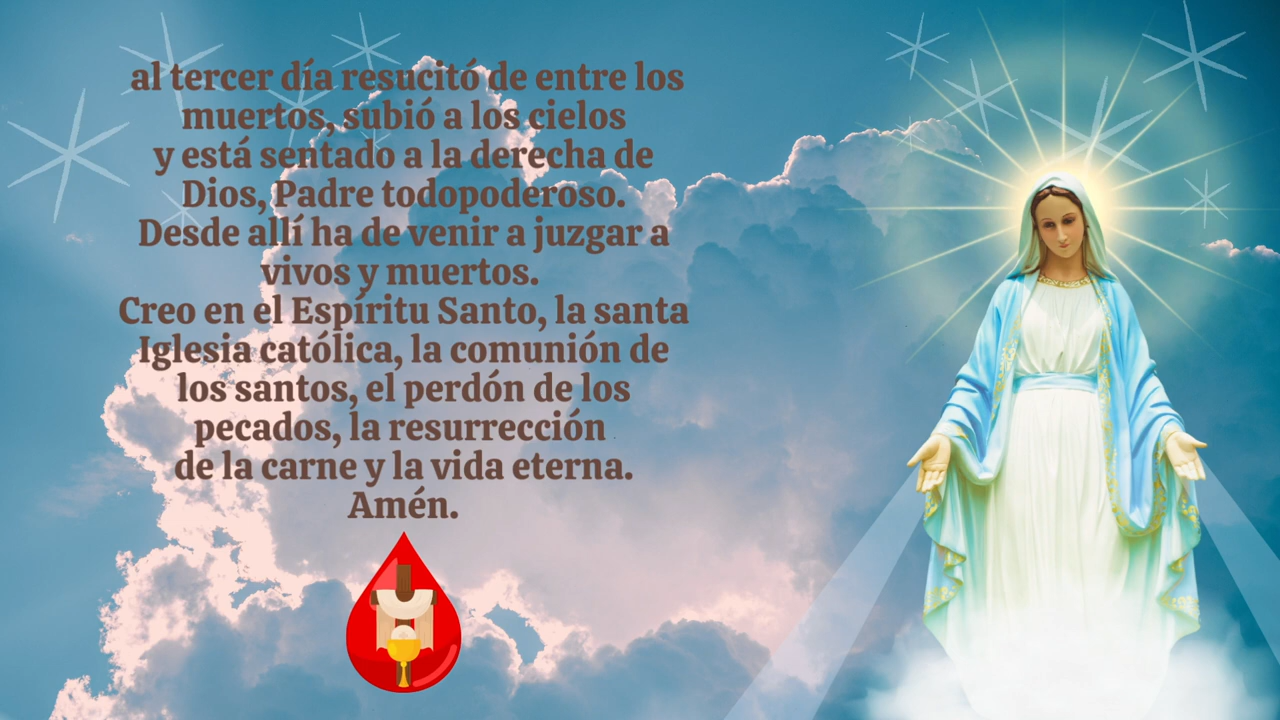 al tercer día resucitó de entre los
muertos, subió a los cielos
y está sentado a la derecha de
Dios, Padre todopoderoso.
Desde allí ha de venir a juzgar a
vivos y muertos.
Creo en el Espíritu Santo, la santa
Iglesia católica, la comunión de
los santos, el perdón de los
pecados, la resurrección
de la carne y la vida eterna.
Amén.